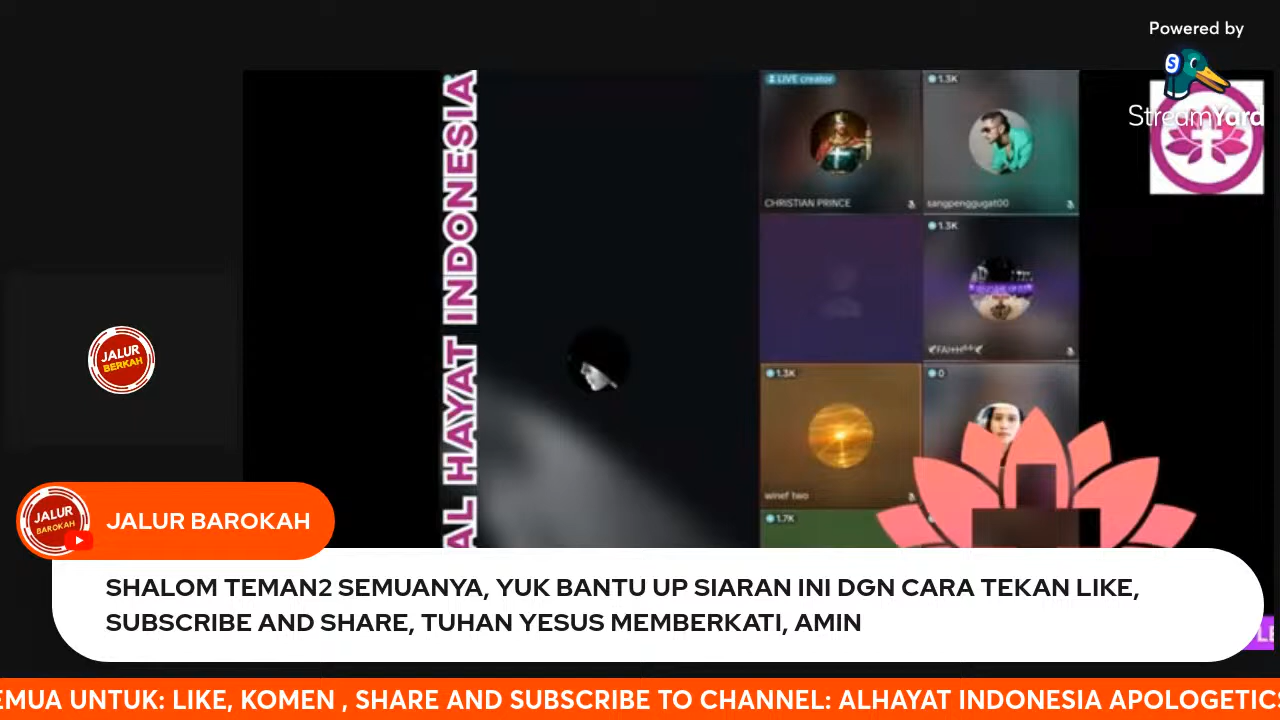 Powered by
StreamYard
AL HAYAT INDONESIA
LIVE creator
1.3K
CHRISTIAN PRINCE
sangpenggugat00
1.3K
1.3K
0
winef two
1.7K
JALUR
BERKAH
JALUR
BAROKAH
JALUR BAROKAH
SHALOM TEMAN2 SEMUANYA, YUK BANTU UP SIARAN INI DGN CARA TEKAN LIKE,
SUBSCRIBE AND SHARE, TUHAN YESUS MEMBERKATI, AMIN
EMUA UNTUK: LIKE, KOMEN , SHARE AND SUBSCRIBE TO CHANNEL: ALHAYAT INDONESIA APOLOGETICS